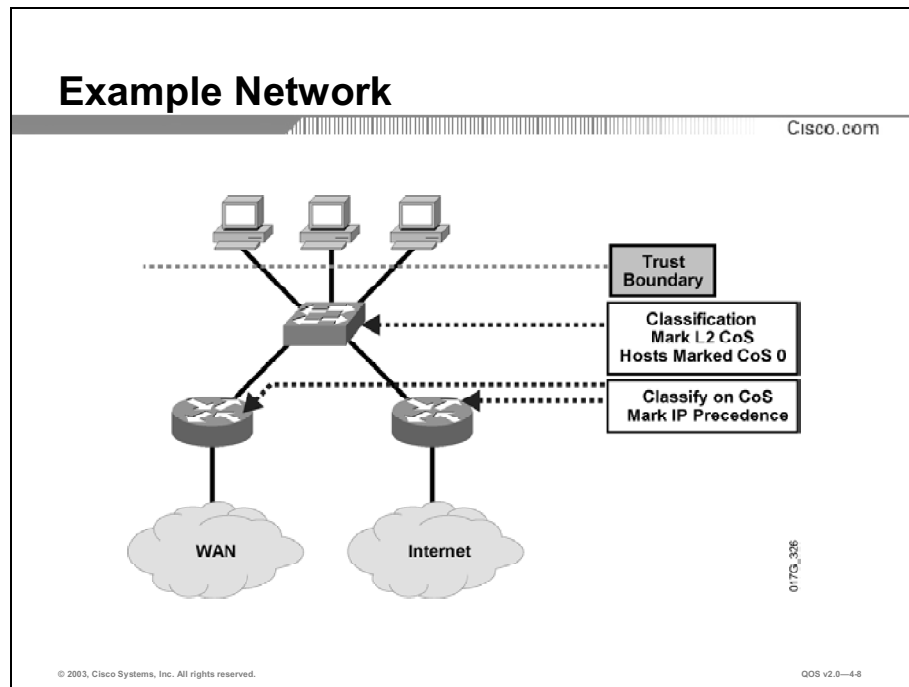 Example Network
Cisco.com
Trust
Boundary
Classification
Mark L2 CoS
Hosts Marked CoS 0
Classify on CoS
Mark IP Precedence
WAN
Internet
017G_326
© 2003, Cisco Systems, Inc. All rights reserved.
QOS v2.0—4-8